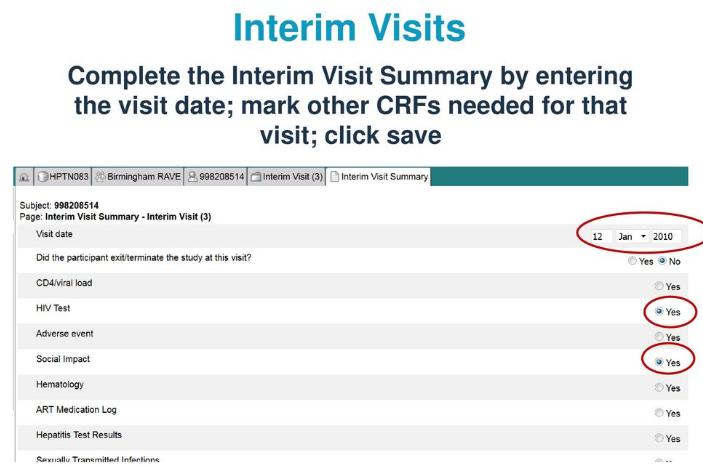 Interim Visits
Complete the Interim Visit Summary by entering
the visit date; mark other CRFs needed for that
visit; click save
HPTN083 Birmingham RAVE 998208514 Interim Visit (3) Interim Visit Summary
Subject: 998208514
Page: Interim Visit Summary - Interim Visit (3)
Visit date 12 Jan 2010
Did the participant exit/terminate the study at this visit? Yes No
CD4/viral load Yes
HIV Test Yes
Adverse event Yes
Social Impact Yes
Hematology Yes
ART Medication Log Yes
Hepatitis Test Results Yes
Sexually Transmitted Infections